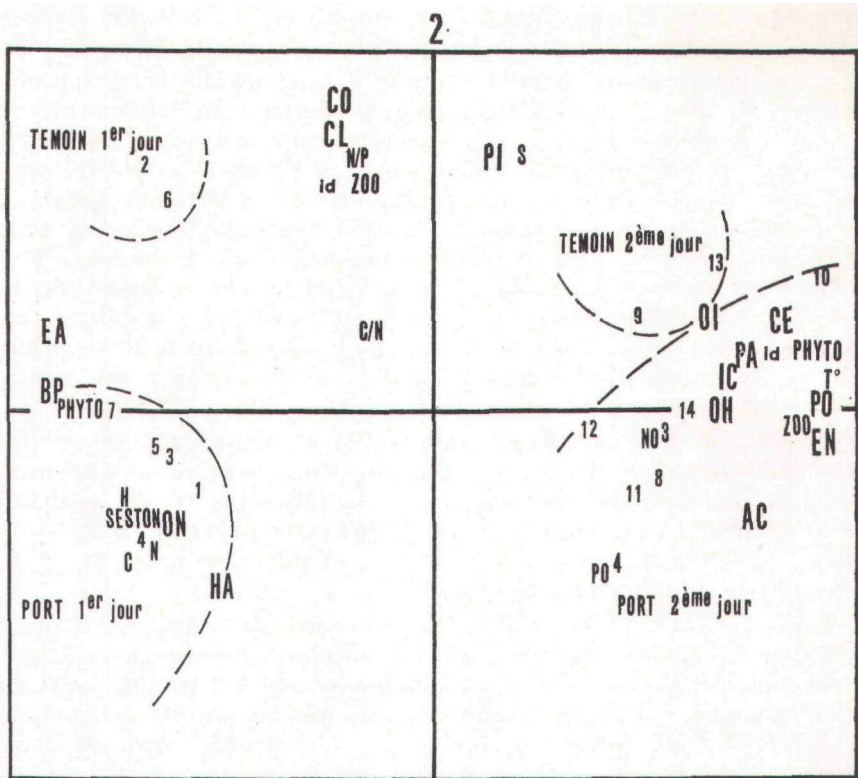 2
CO
CL
N/P
id ZOO
PI S
TEMOIN 1er jour
2
6
TEMOIN 2ème jour
13
10
9
OI
CE
EA
C/N
PA id PHYTO
IC
T°
BP
PHYTO 7
14 OH
PO
12
NO3
ZOO
EN
5 3
1
8
11
H
SESTON ON
4 N
C
AC
HA
PO4
PORT 1er jour
PORT 2ème jour